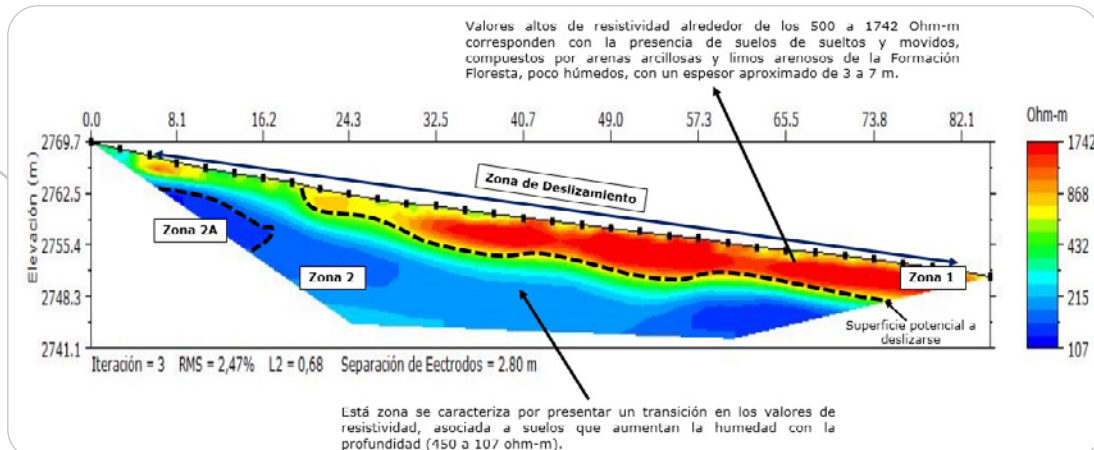 Valores altos de resistividad alrededor de los 500 a 1742 Ohm-m
corresponden con la presencia de suelos de sueltos y movidos,
compuestos por arenas arcillosas y limos arenosos de la Formación
Floresta, poco húmedos, con un espesor aproximado de 3 a 7 m.
0.0 8.1 16.2 24.3 32.5 40.7 49.0 57.3 65.5 73.8 82.1
Ohm-m
Elevación (m)
2769.7
2762.5
2755.4
2748.3
2741.1
Zona de Deslizamiento
Zona 2A
Zona 2
Zona 1
Superficie potencial a
deslizarse
1742
868
432
215
107
Iteración = 3 RMS = 2,47% L2 = 0,68 Separación de Eectrodos = 2.80 m
Está zona se caracteriza por presentar un transición en los valores de
resistividad, asociada a suelos que aumentan la humedad con la
profundidad (450 a 107 ohm-m).